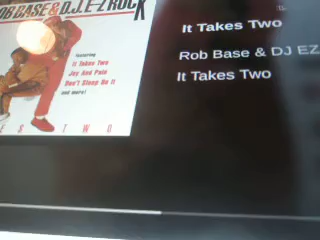 OB BASE & D.J. E-Z ROCK
featuring
It Takes Two
Joy And Pain
Don't Sleep On It
and more!
E S T W O
It Takes Two
Rob Base & DJ EZ
It Takes Two